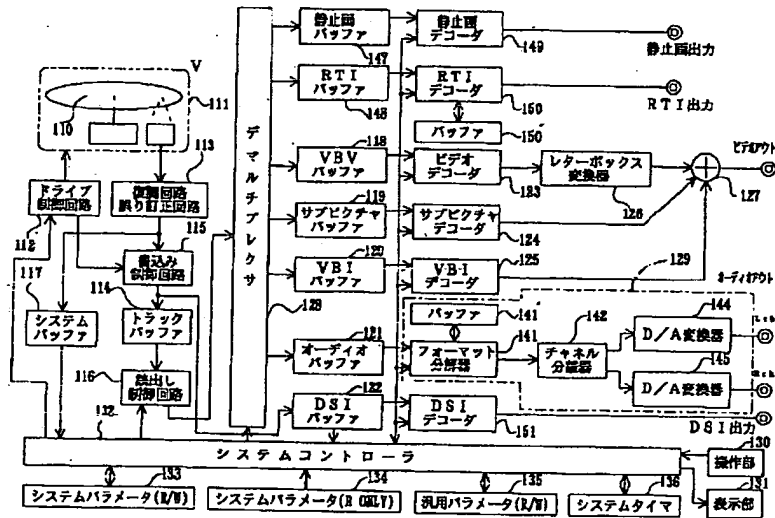 V
110
111
113
ドライブ
制御回路
112
復調回路
誤り訂正回路
117
115
書込み
制御回路
114
システム
バッファ
トラック
バッファ
116
読出し
制御回路
132
デマルチプレクサ
128
静止画
バッファ
147
静止画
デコーダ
149
静止画出力
RTI
バッファ
148
RTI
デコーダ
150
RTI出力
バッファ
150
118
VBV
バッファ
ビデオ
デコーダ
123
レターボックス
変換器
126
ビデオアウト
127
119
サブピクチャ
バッファ
サブピクチャ
デコーダ
124
120
VBI
バッファ
VBI
デコーダ
125
129
オーディオアウト
バッファ
141
121
オーディオ
バッファ
フォーマット
分解器
141
142
チャネル
分離器
144
D/A変換器
Lch
145
D/A変換器
Rch
122
DSI
バッファ
DSI
デコーダ
151
DSI出力
システムコントローラ
130
操作部
131
表示部
133
システムパラメータ(R/W)
134
システムパラメータ(R ONLY)
135
汎用パラメータ(R/W)
136
システムタイマ